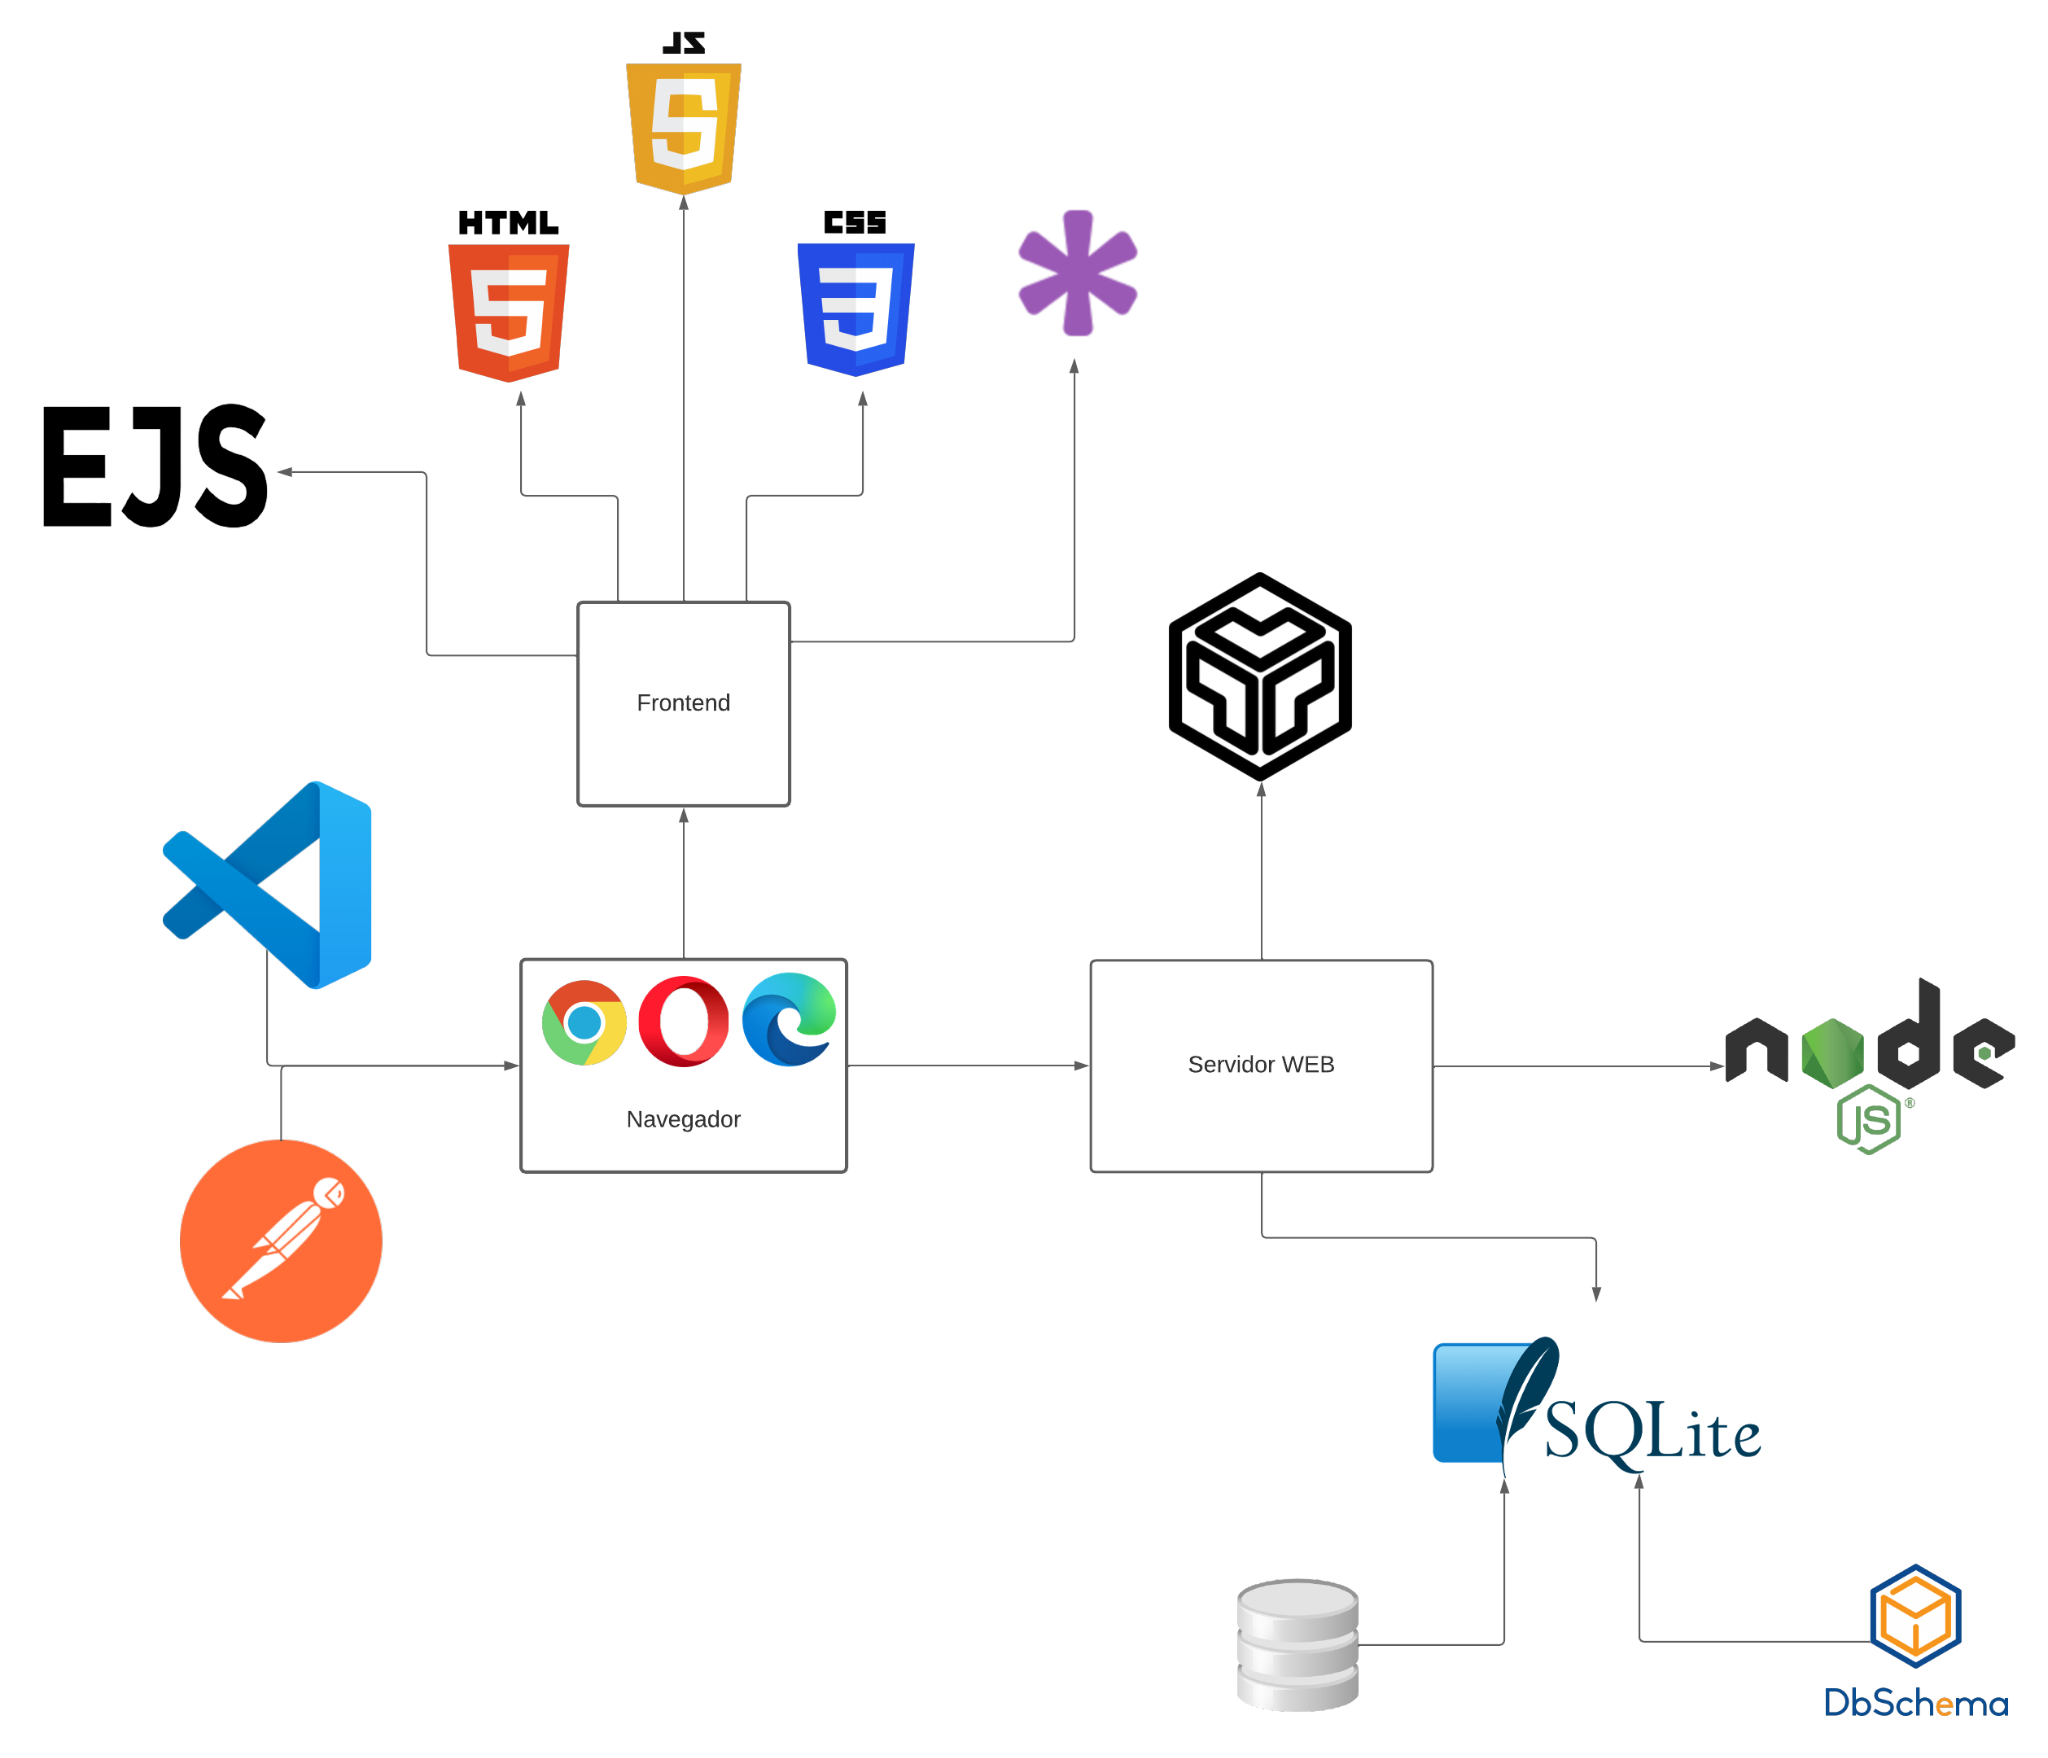 JS
HTML
CSS
EJS
Frontend
Navegador
Servidor WEB
node
JS®
SQLite
DbSchema